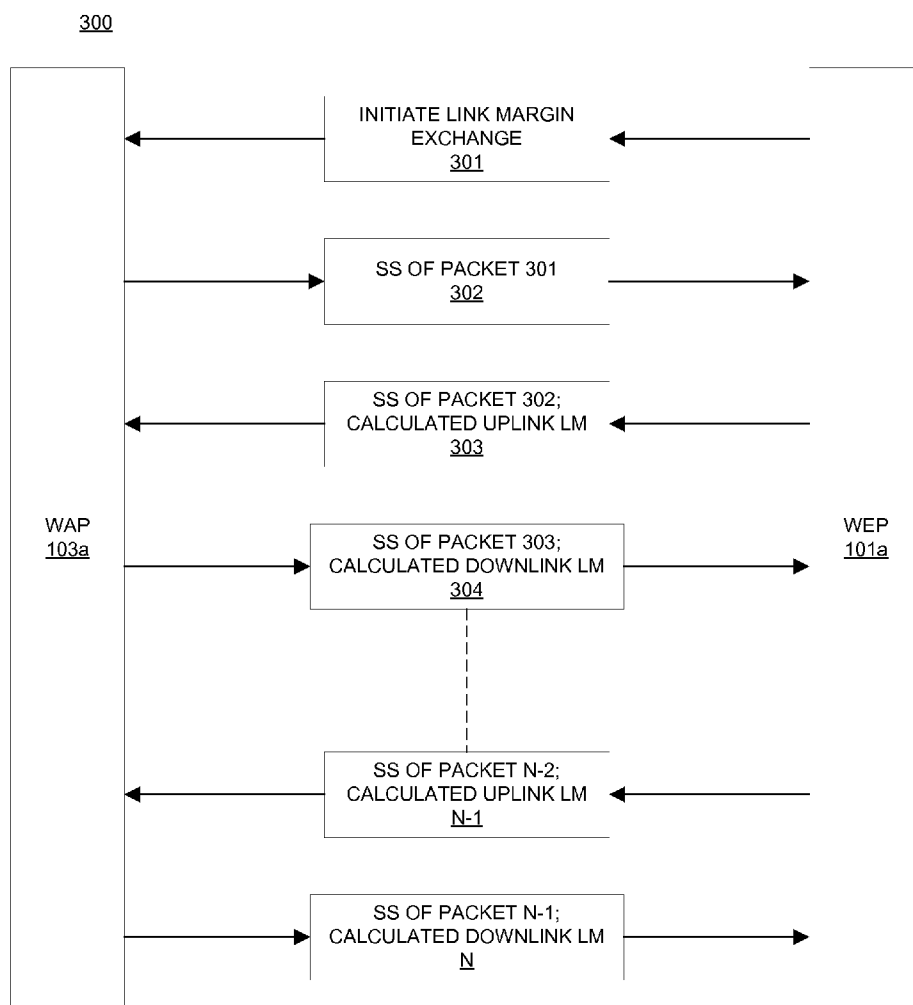 300
INITIATE LINK MARGIN
EXCHANGE
301
SS OF PACKET 301
302
SS OF PACKET 302;
CALCULATED UPLINK LM
303
WAP
103a
SS OF PACKET 303;
CALCULATED DOWNLINK LM
304
WEP
101a
SS OF PACKET N-2;
CALCULATED UPLINK LM
N-1
SS OF PACKET N-1;
CALCULATED DOWNLINK LM
N